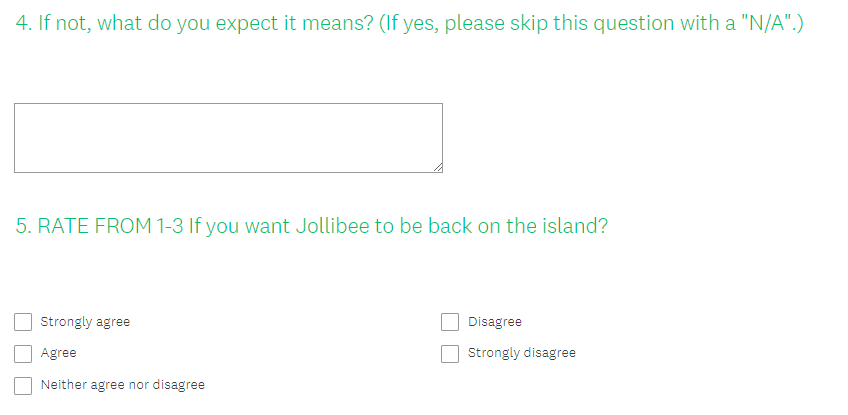 4. If not, what do you expect it means? (If yes, please skip this question with a "N/A".)
5. RATE FROM 1-3 If you want Jollibee to be back on the island?
Strongly agree
Agree
Neither agree nor disagree
Disagree
Strongly disagree